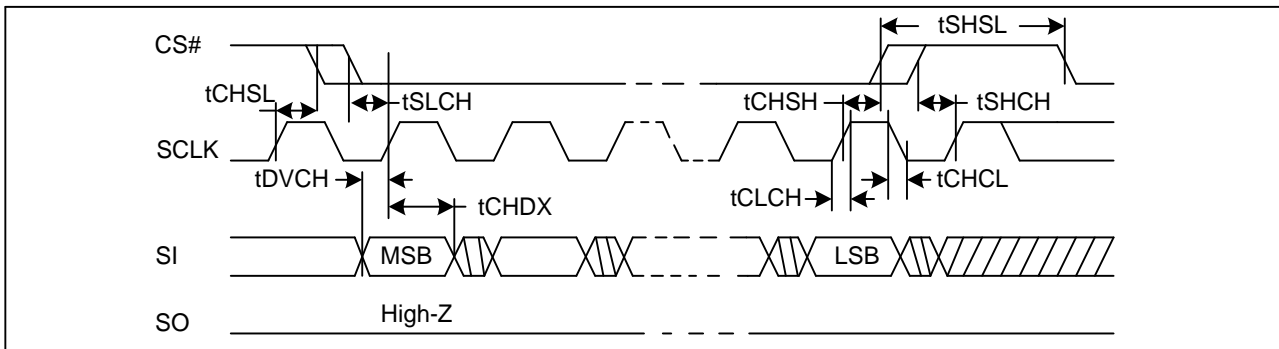 tSHSL
CS#
tCHSL
tSLCH
tCHSH
tSHCH
SCLK
tDVCH
tCHDX
tCLCH
tCHCL
SI
MSB
LSB
SO
High-Z